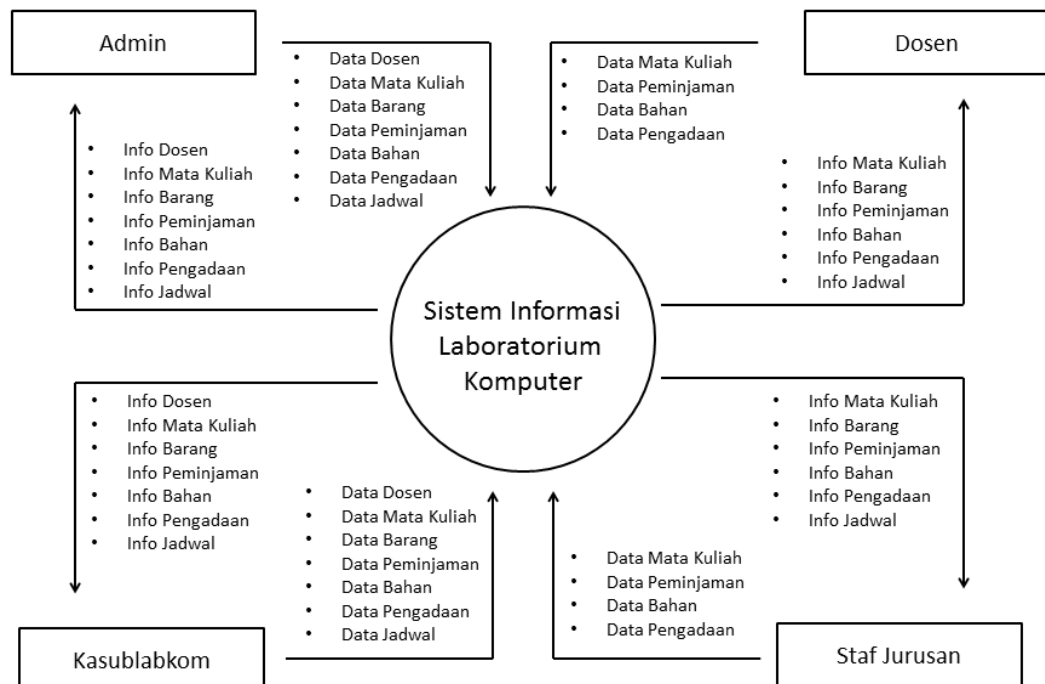 Admin
Dosen
• Data Dosen
• Data Mata Kuliah
• Data Barang
• Data Peminjaman
• Data Bahan
• Data Pengadaan
• Data Jadwal
• Data Mata Kuliah
• Data Peminjaman
• Data Bahan
• Data Pengadaan
• Info Dosen
• Info Mata Kuliah
• Info Barang
• Info Peminjaman
• Info Bahan
• Info Pengadaan
• Info Jadwal
• Info Mata Kuliah
• Info Barang
• Info Peminjaman
• Info Bahan
• Info Pengadaan
• Info Jadwal
Sistem Informasi
Laboratorium
Komputer
• Info Dosen
• Info Mata Kuliah
• Info Barang
• Info Peminjaman
• Info Bahan
• Info Pengadaan
• Info Jadwal
• Info Mata Kuliah
• Info Barang
• Info Peminjaman
• Info Bahan
• Info Pengadaan
• Info Jadwal
• Data Dosen
• Data Mata Kuliah
• Data Barang
• Data Peminjaman
• Data Bahan
• Data Pengadaan
• Data Jadwal
• Data Mata Kuliah
• Data Peminjaman
• Data Bahan
• Data Pengadaan
Kasublabkom
Staf Jurusan